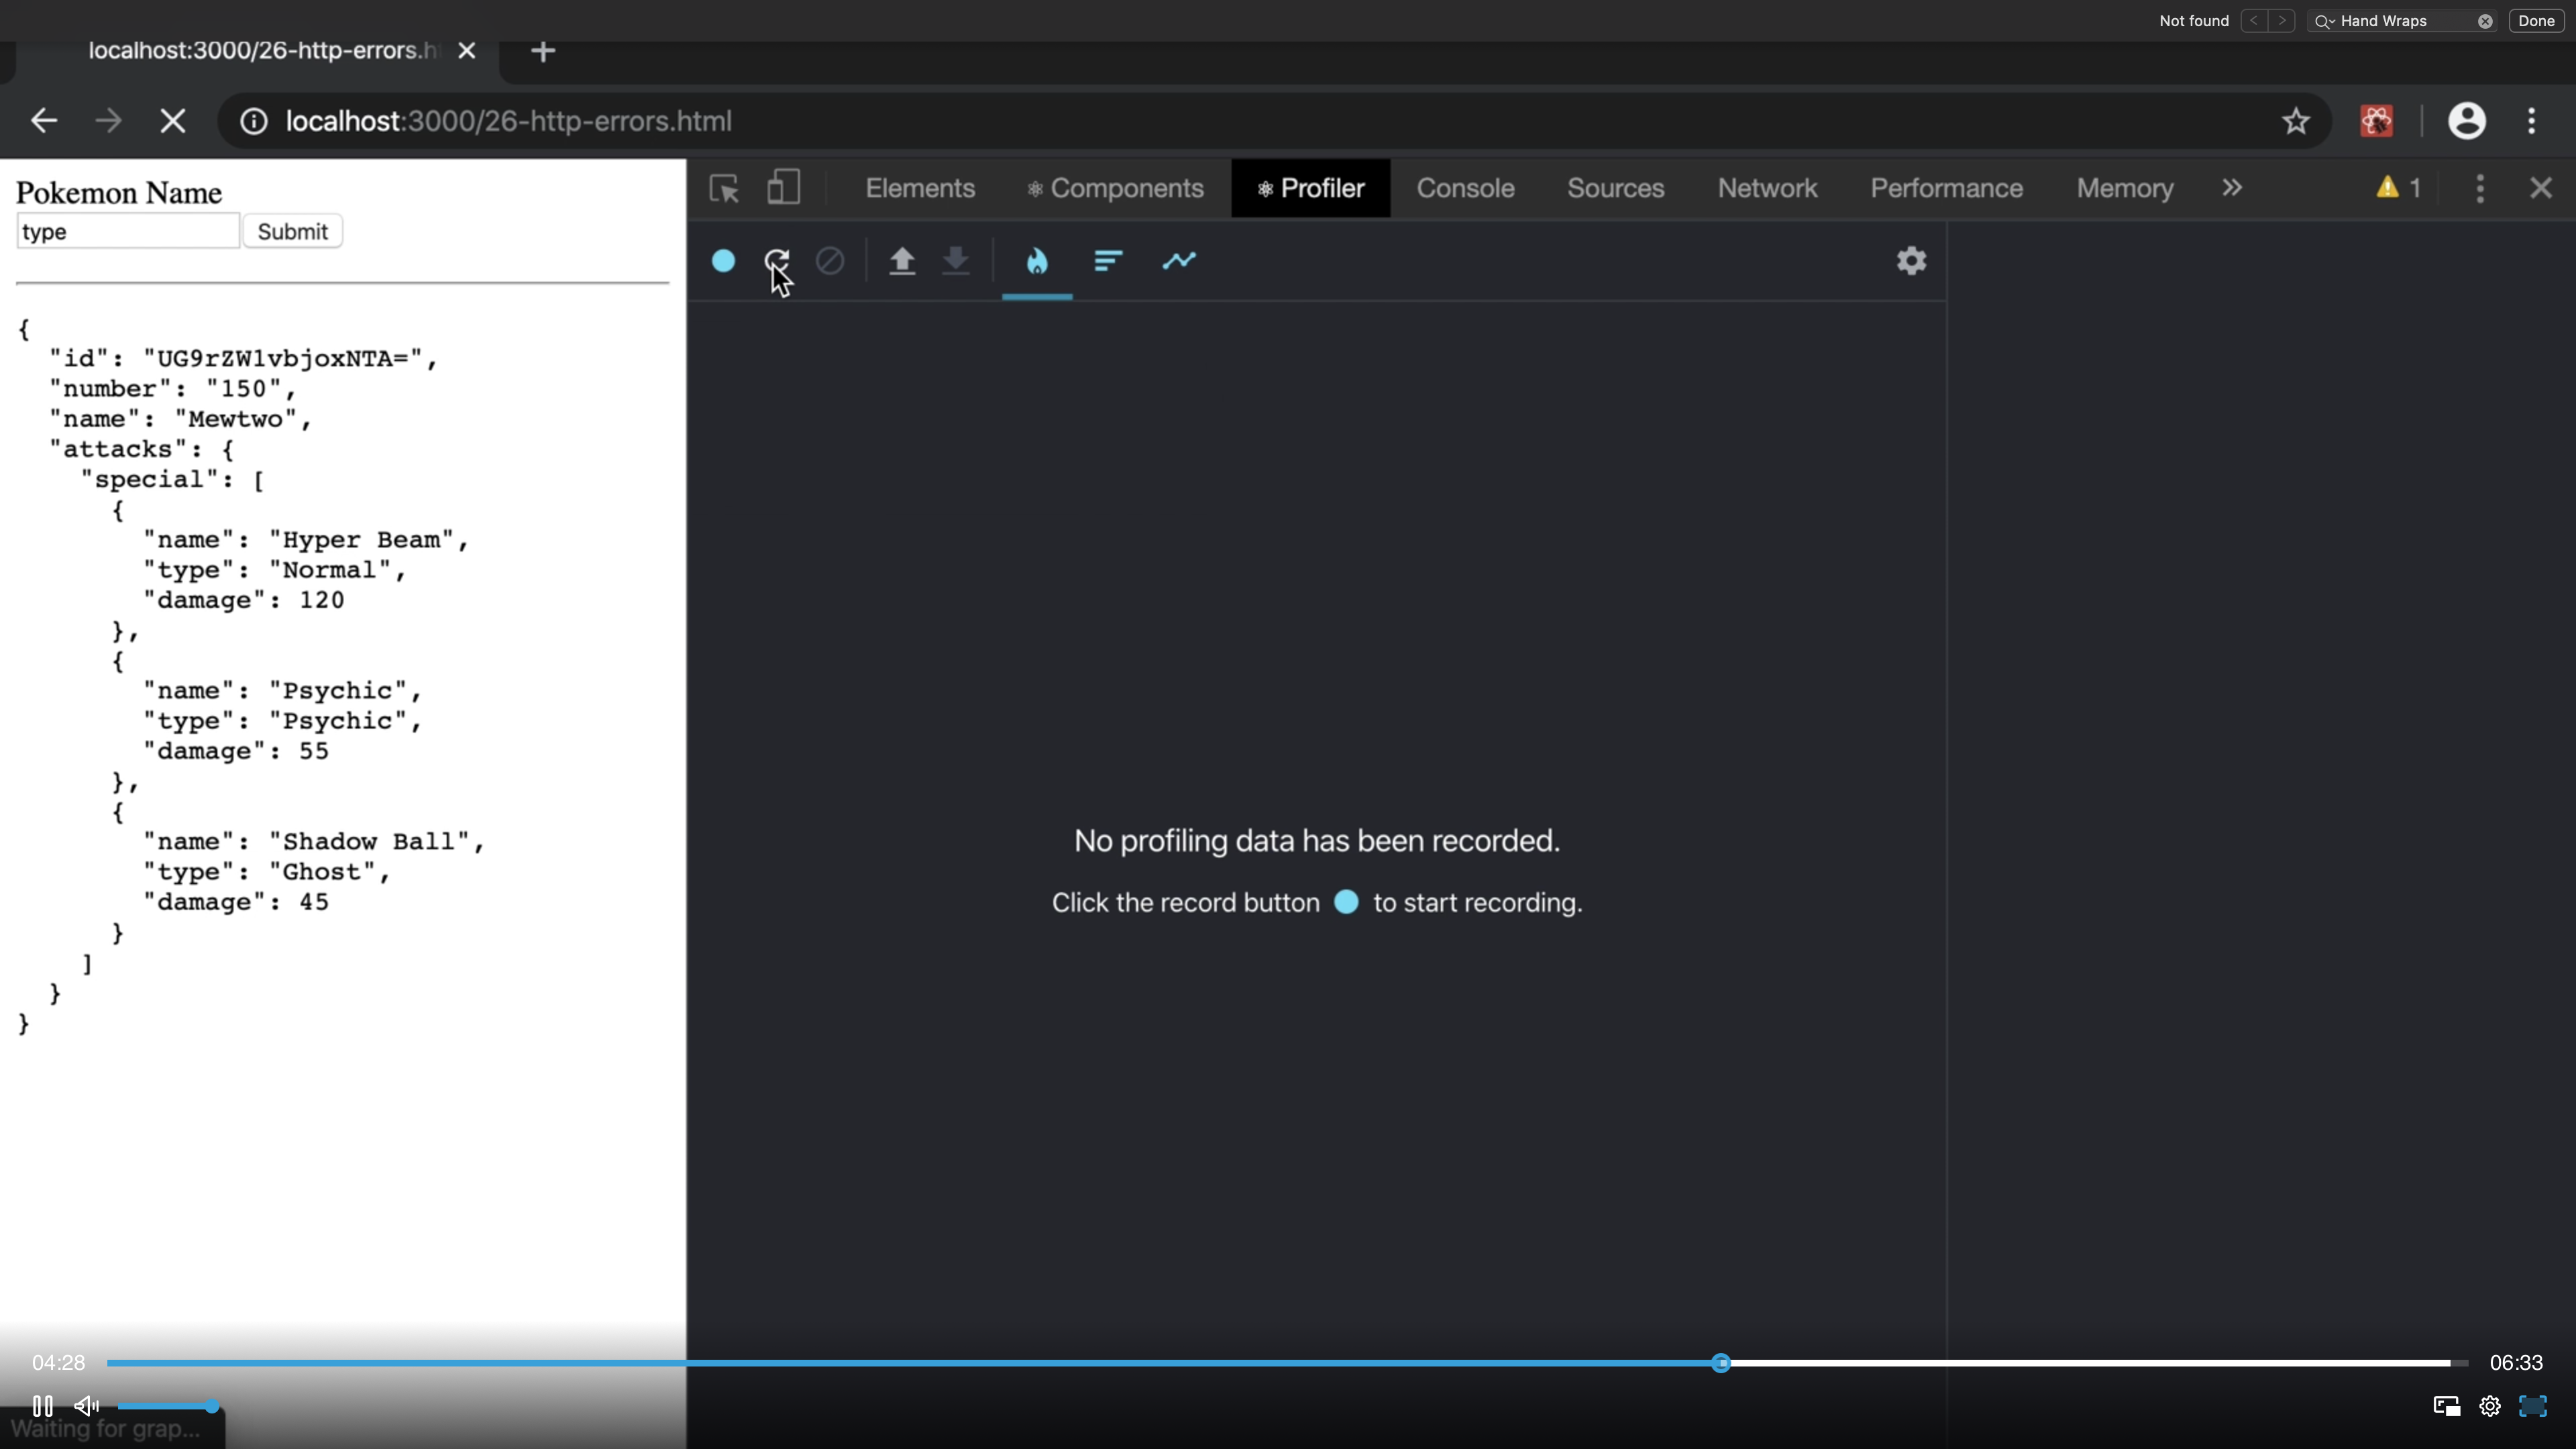 Not found
Hand Wraps
Done
localhost:3000/26-http-errors.h
localhost:3000/26-http-errors.html
Pokemon Name
type
Submit
Elements
Components
Profiler
Console
Sources
Network
Performance
Memory
1
{
"id": "UG9rZW1vbjoxNTA=",
"number": "150",
"name": "Mewtwo",
"attacks": {
"special": [
{
"name": "Hyper Beam",
"type": "Normal",
"damage": 120
},
{
"name": "Psychic",
"type": "Psychic",
"damage": 55
},
{
"name": "Shadow Ball",
"type": "Ghost",
"damage": 45
}
]
}
}
No profiling data has been recorded.
Click the record button to start recording.
04:28
06:33
Waiting for grap...